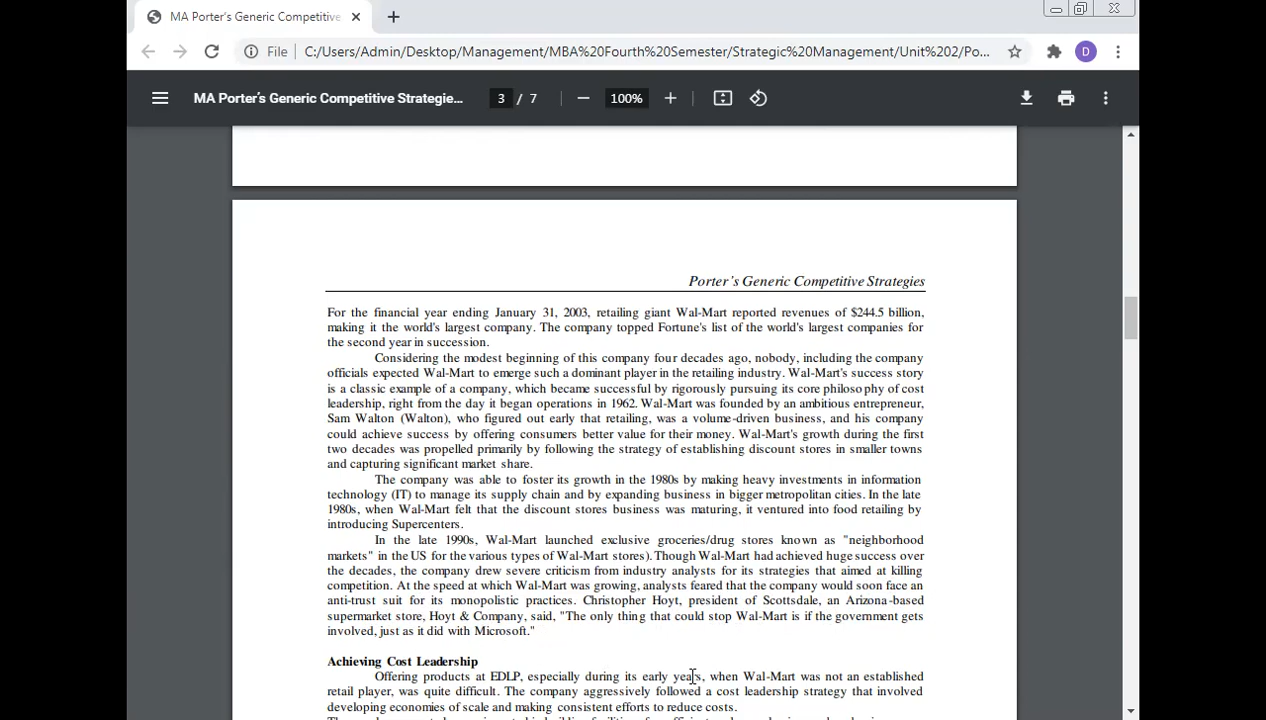 MA Porter's Generic Competitive
File C:/Users/Admin/Desktop/Management/MBA%20Fourth%20Semester/Strategic%20Management/Unit%202/Po...
D
MA Porter's Generic Competitive Strategie... 3 / 7 100%
Porter's Generic Competitive Strategies
For the financial year ending January 31, 2003, retailing giant Wal-Mart reported revenues of $244.5 billion,
making it the world's largest company. The company topped Fortune's list of the world's largest companies for
the second year in succession.
Considering the modest beginning of this company four decades ago, nobody, including the company
officials expected Wal-Mart to emerge such a dominant player in the retailing industry. Wal-Mart's success story
is a classic example of a company, which became successful by rigorously pursuing its core philosophy of cost
leadership, right from the day it began operations in 1962. Wal-Mart was founded by an ambitious entrepreneur,
Sam Walton (Walton), who figured out early that retailing, was a volume-driven business, and his company
could achieve success by offering consumers better value for their money. Wal-Mart's growth during the first
two decades was propelled primarily by following the strategy of establishing discount stores in smaller towns
and capturing significant market share.
The company was able to foster its growth in the 1980s by making heavy investments in information
technology (IT) to manage its supply chain and by expanding business in bigger metropolitan cities. In the late
1980s, when Wal-Mart felt that the discount stores business was maturing, it ventured into food retailing by
introducing Supercenters.
In the late 1990s, Wal-Mart launched exclusive groceries/drug stores known as "neighborhood
markets" in the US for the various types of Wal-Mart stores). Though Wal-Mart had achieved huge success over
the decades, the company drew severe criticism from industry analysts for its strategies that aimed at killing
competition. At the speed at which Wal-Mart was growing, analysts feared that the company would soon face an
anti-trust suit for its monopolistic practices. Christopher Hoyt, president of Scottsdale, an Arizona-based
supermarket store, Hoyt & Company, said, "The only thing that could stop Wal-Mart is if the government gets
involved, just as it did with Microsoft."
Achieving Cost Leadership
Offering products at EDLP, especially during its early years, when Wal-Mart was not an established
retail player, was quite difficult. The company aggressively followed a cost leadership strategy that involved
developing economies of scale and making consistent efforts to reduce costs.